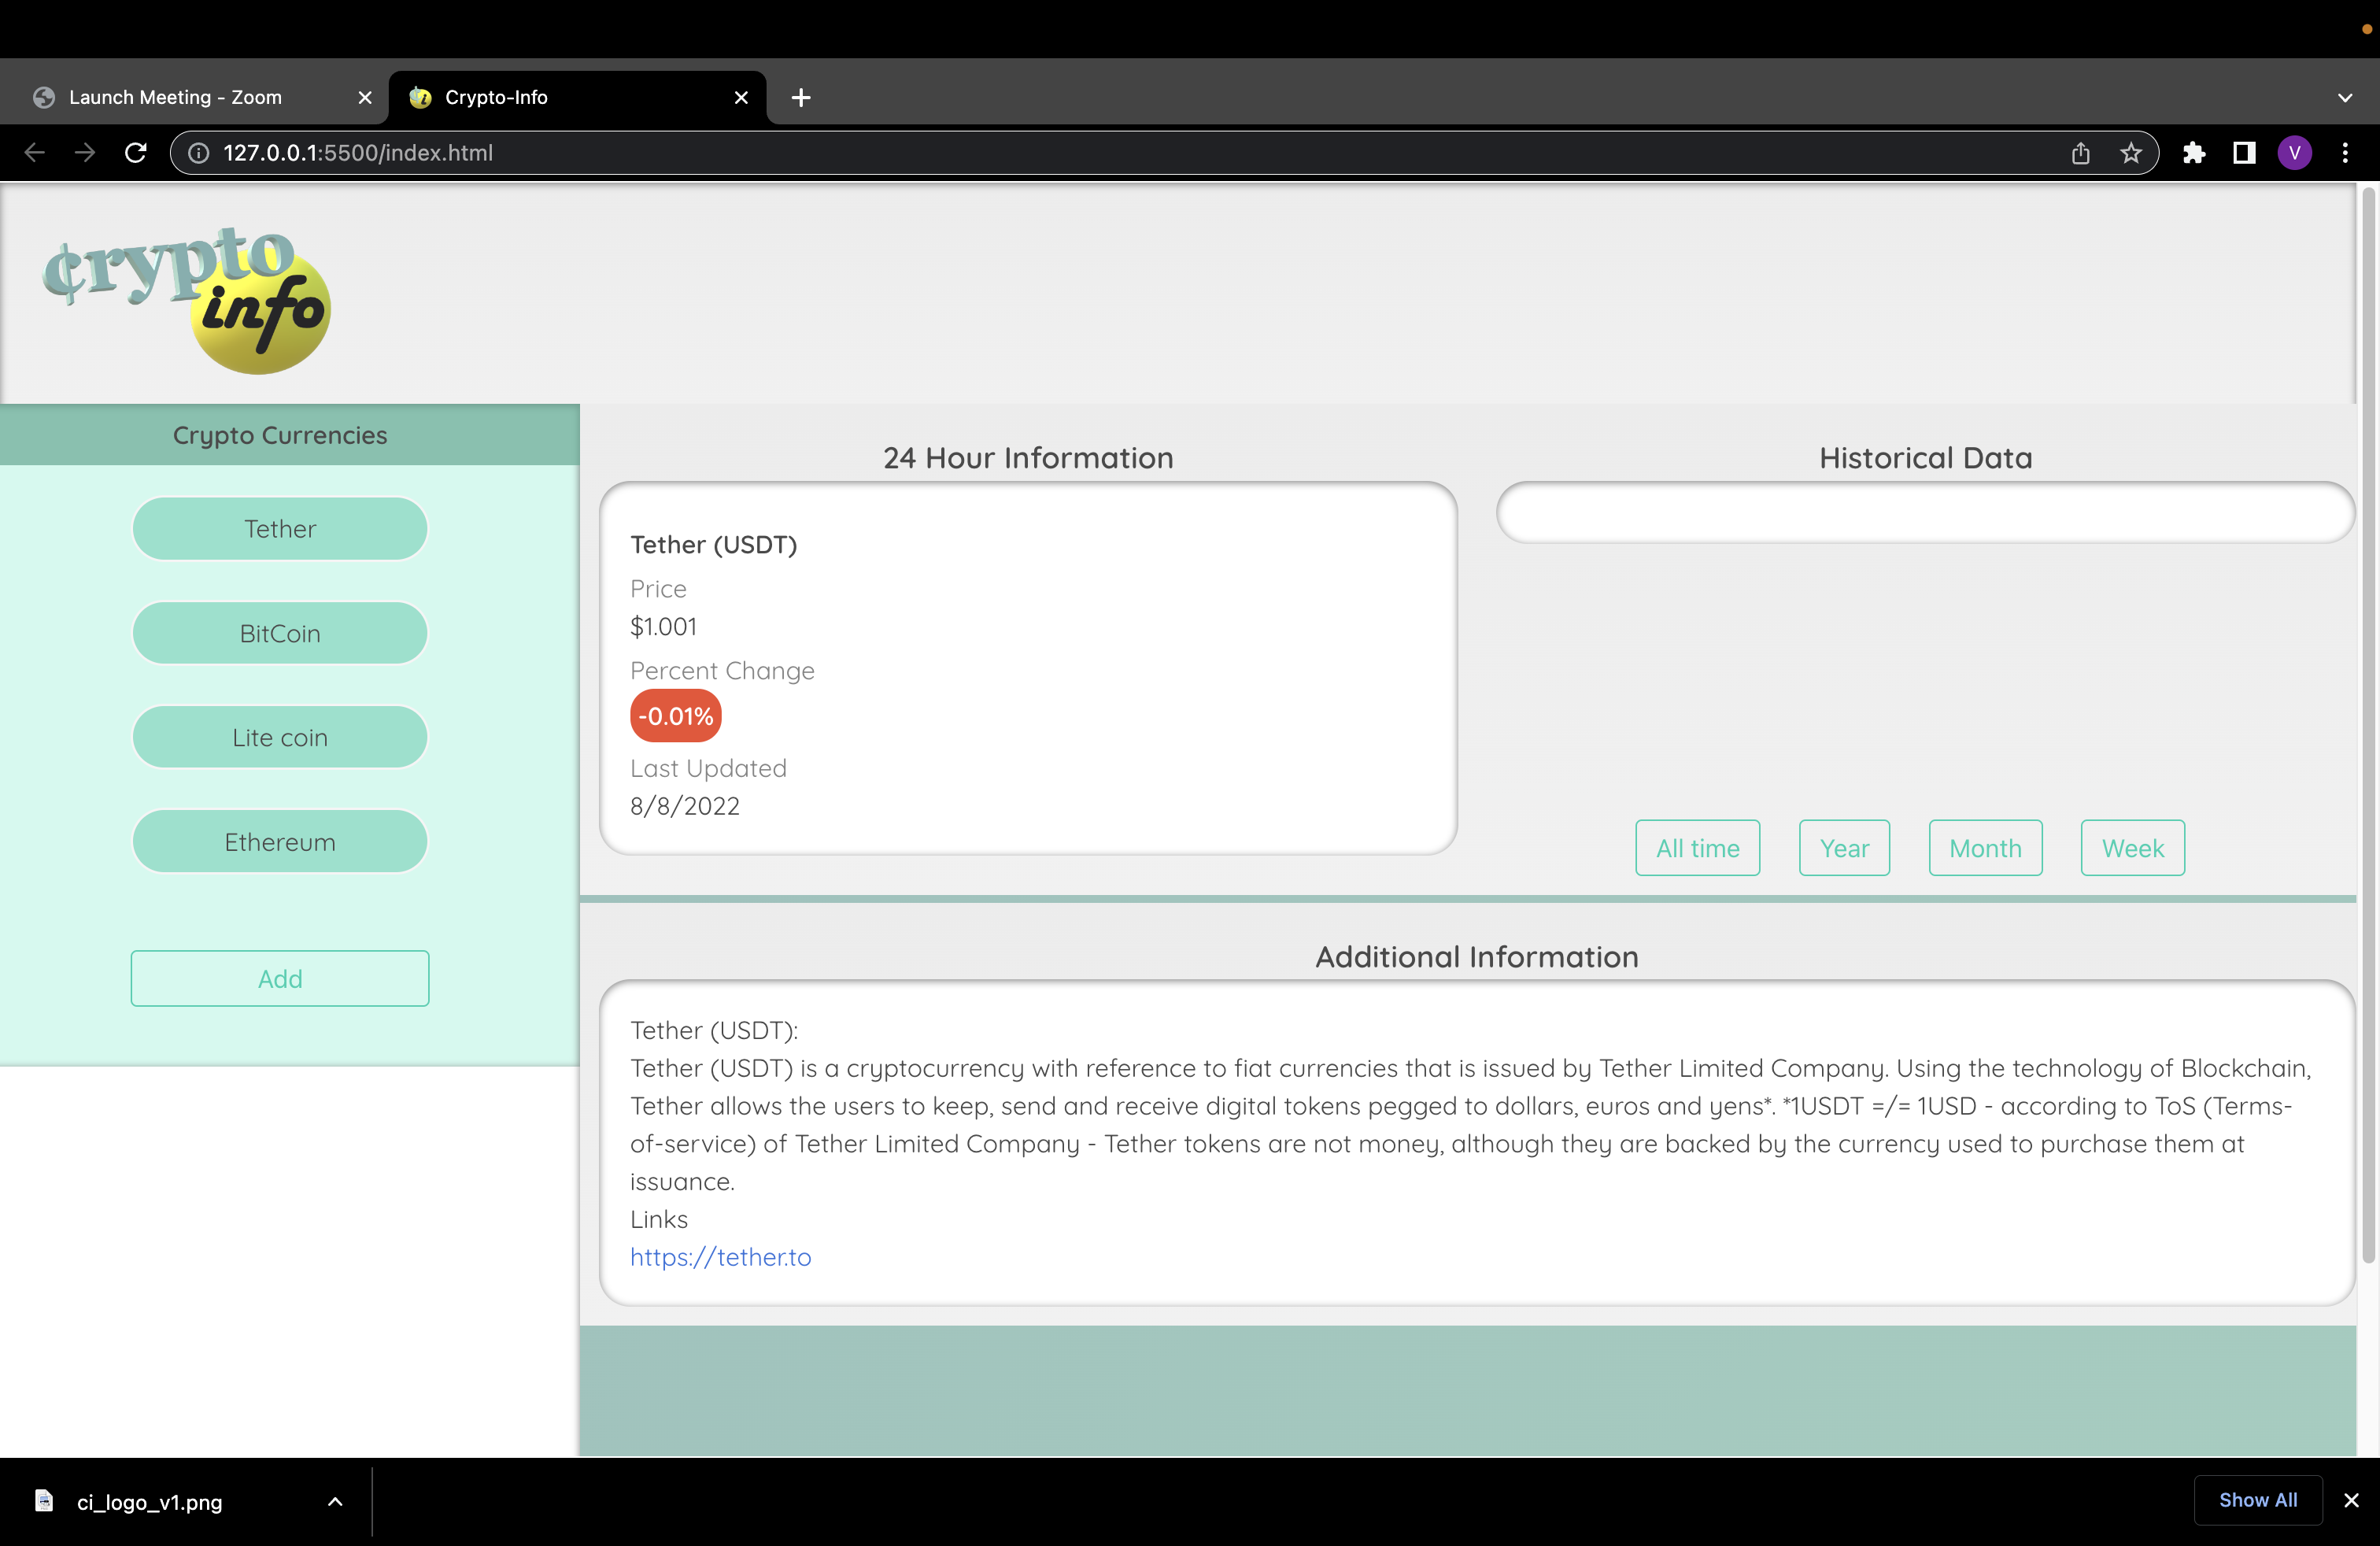 Launch Meeting - Zoom
Crypto-Info
127.0.0.1:5500/index.html
V
¢rypto
info
Crypto Currencies
Tether
BitCoin
Lite coin
Ethereum
Add
24 Hour Information
Tether (USDT)
Price
$1.001
Percent Change
-0.01%
Last Updated
8/8/2022
Historical Data
All time
Year
Month
Week
Additional Information
Tether (USDT):
Tether (USDT) is a cryptocurrency with reference to fiat currencies that is issued by Tether Limited Company. Using the technology of Blockchain,
Tether allows the users to keep, send and receive digital tokens pegged to dollars, euros and yens*. *1USDT =/= 1USD - according to ToS (Terms-
of-service) of Tether Limited Company - Tether tokens are not money, although they are backed by the currency used to purchase them at
issuance.
Links
https://tether.to
ci_logo_v1.png
Show All